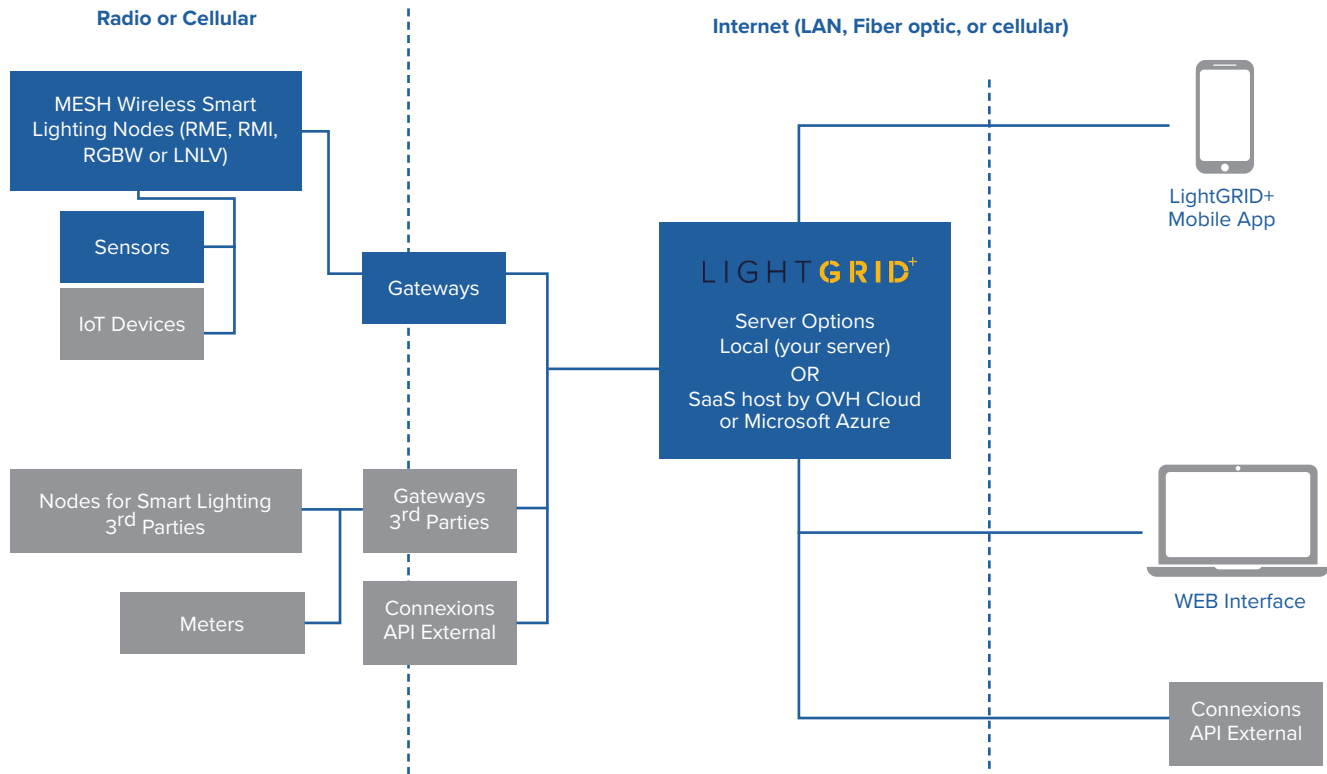 Radio or Cellular
Internet (LAN, Fiber optic, or cellular)
MESH Wireless Smart
Lighting Nodes (RME, RMI,
RGBW or LNLV)
Sensors
IoT Devices
Gateways
LIGHTGRID+
Server Options
Local (your server)
OR
SaaS host by OVH Cloud
or Microsoft Azure
LightGRID+
Mobile App
Nodes for Smart Lighting
3rd Parties
Meters
Gateways
3rd Parties
Connexions
API External
WEB Interface
Connexions
API External